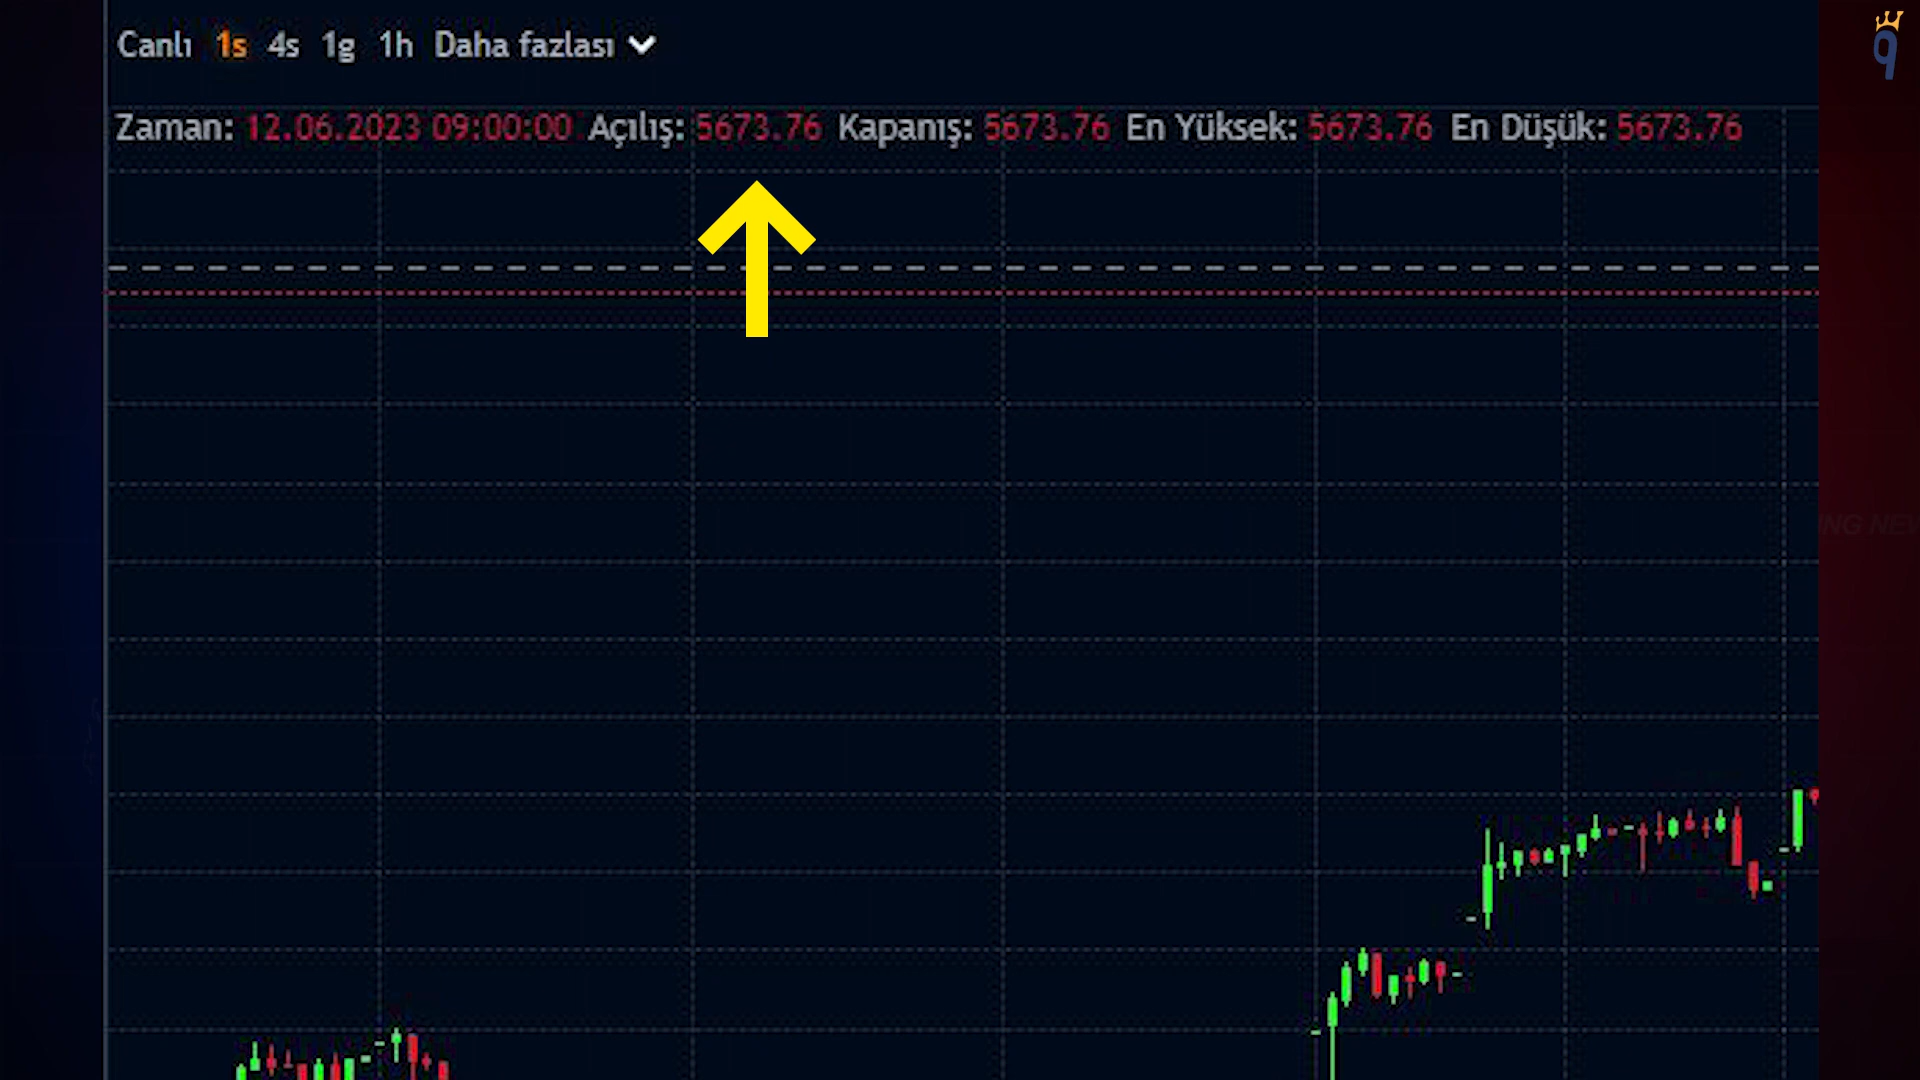 Canlı 1s 4s 1g 1h Daha fazlası
Zaman: 12.06.2023 09:00:00 Açılış: 5673.76 Kapanış: 5673.76 En Yüksek: 5673.76 En Düşük: 5673.76